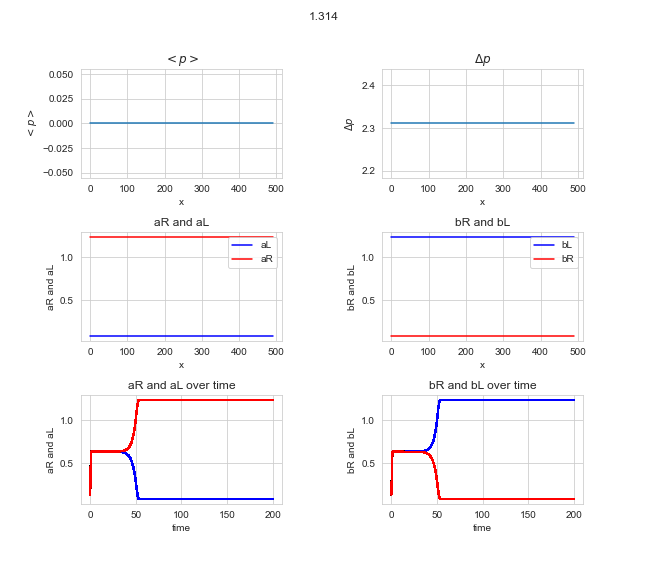 1.314
< p >
< p >
0.050
0.025
0.000
−0.025
−0.050
0 100 200 300 400 500
x
Δp
Δp
2.4
2.3
2.2
0 100 200 300 400 500
x
aR and aL
aR and aL
1.0
0.5
aL
aR
0 100 200 300 400 500
x
bR and bL
bR and bL
1.0
0.5
bL
bR
0 100 200 300 400 500
x
aR and aL over time
aR and aL
1.0
0.5
0 50 100 150 200
time
bR and bL over time
bR and bL
1.0
0.5
0 50 100 150 200
time